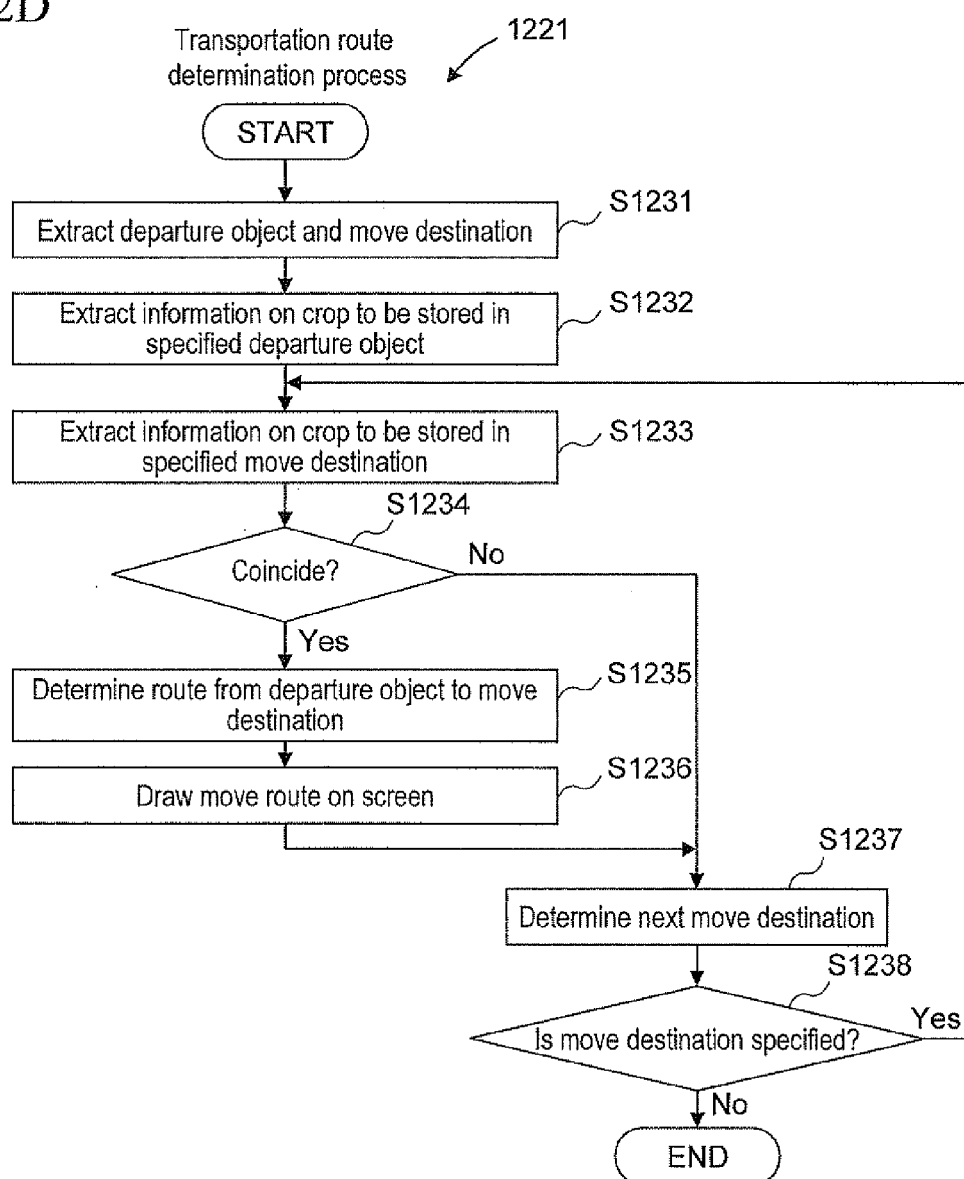 2D
Transportation route
determination process
1221
START
S1231
Extract departure object and move destination
S1232
Extract information on crop to be stored in
specified departure object
S1233
Extract information on crop to be stored in
specified move destination
S1234
Coincide?
No
Yes
S1235
Determine route from departure object to move
destination
S1236
Draw move route on screen
S1237
Determine next move destination
S1238
Is move destination specified?
Yes
No
END